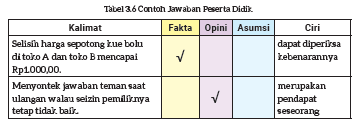 Tabel 3.6 Contoh Jawaban Peserta Didik
Kalimat Fakta Opini Asumsi Ciri
Selisih harga sepotong kue bolu di toko A dan toko B mencapai Rp1.000,00. √ dapat diperiksa kebenarannya
Menyontek jawaban teman saat ulangan walau seizin pemiliknya tetap tidak baik. √ merupakan pendapat seseorang